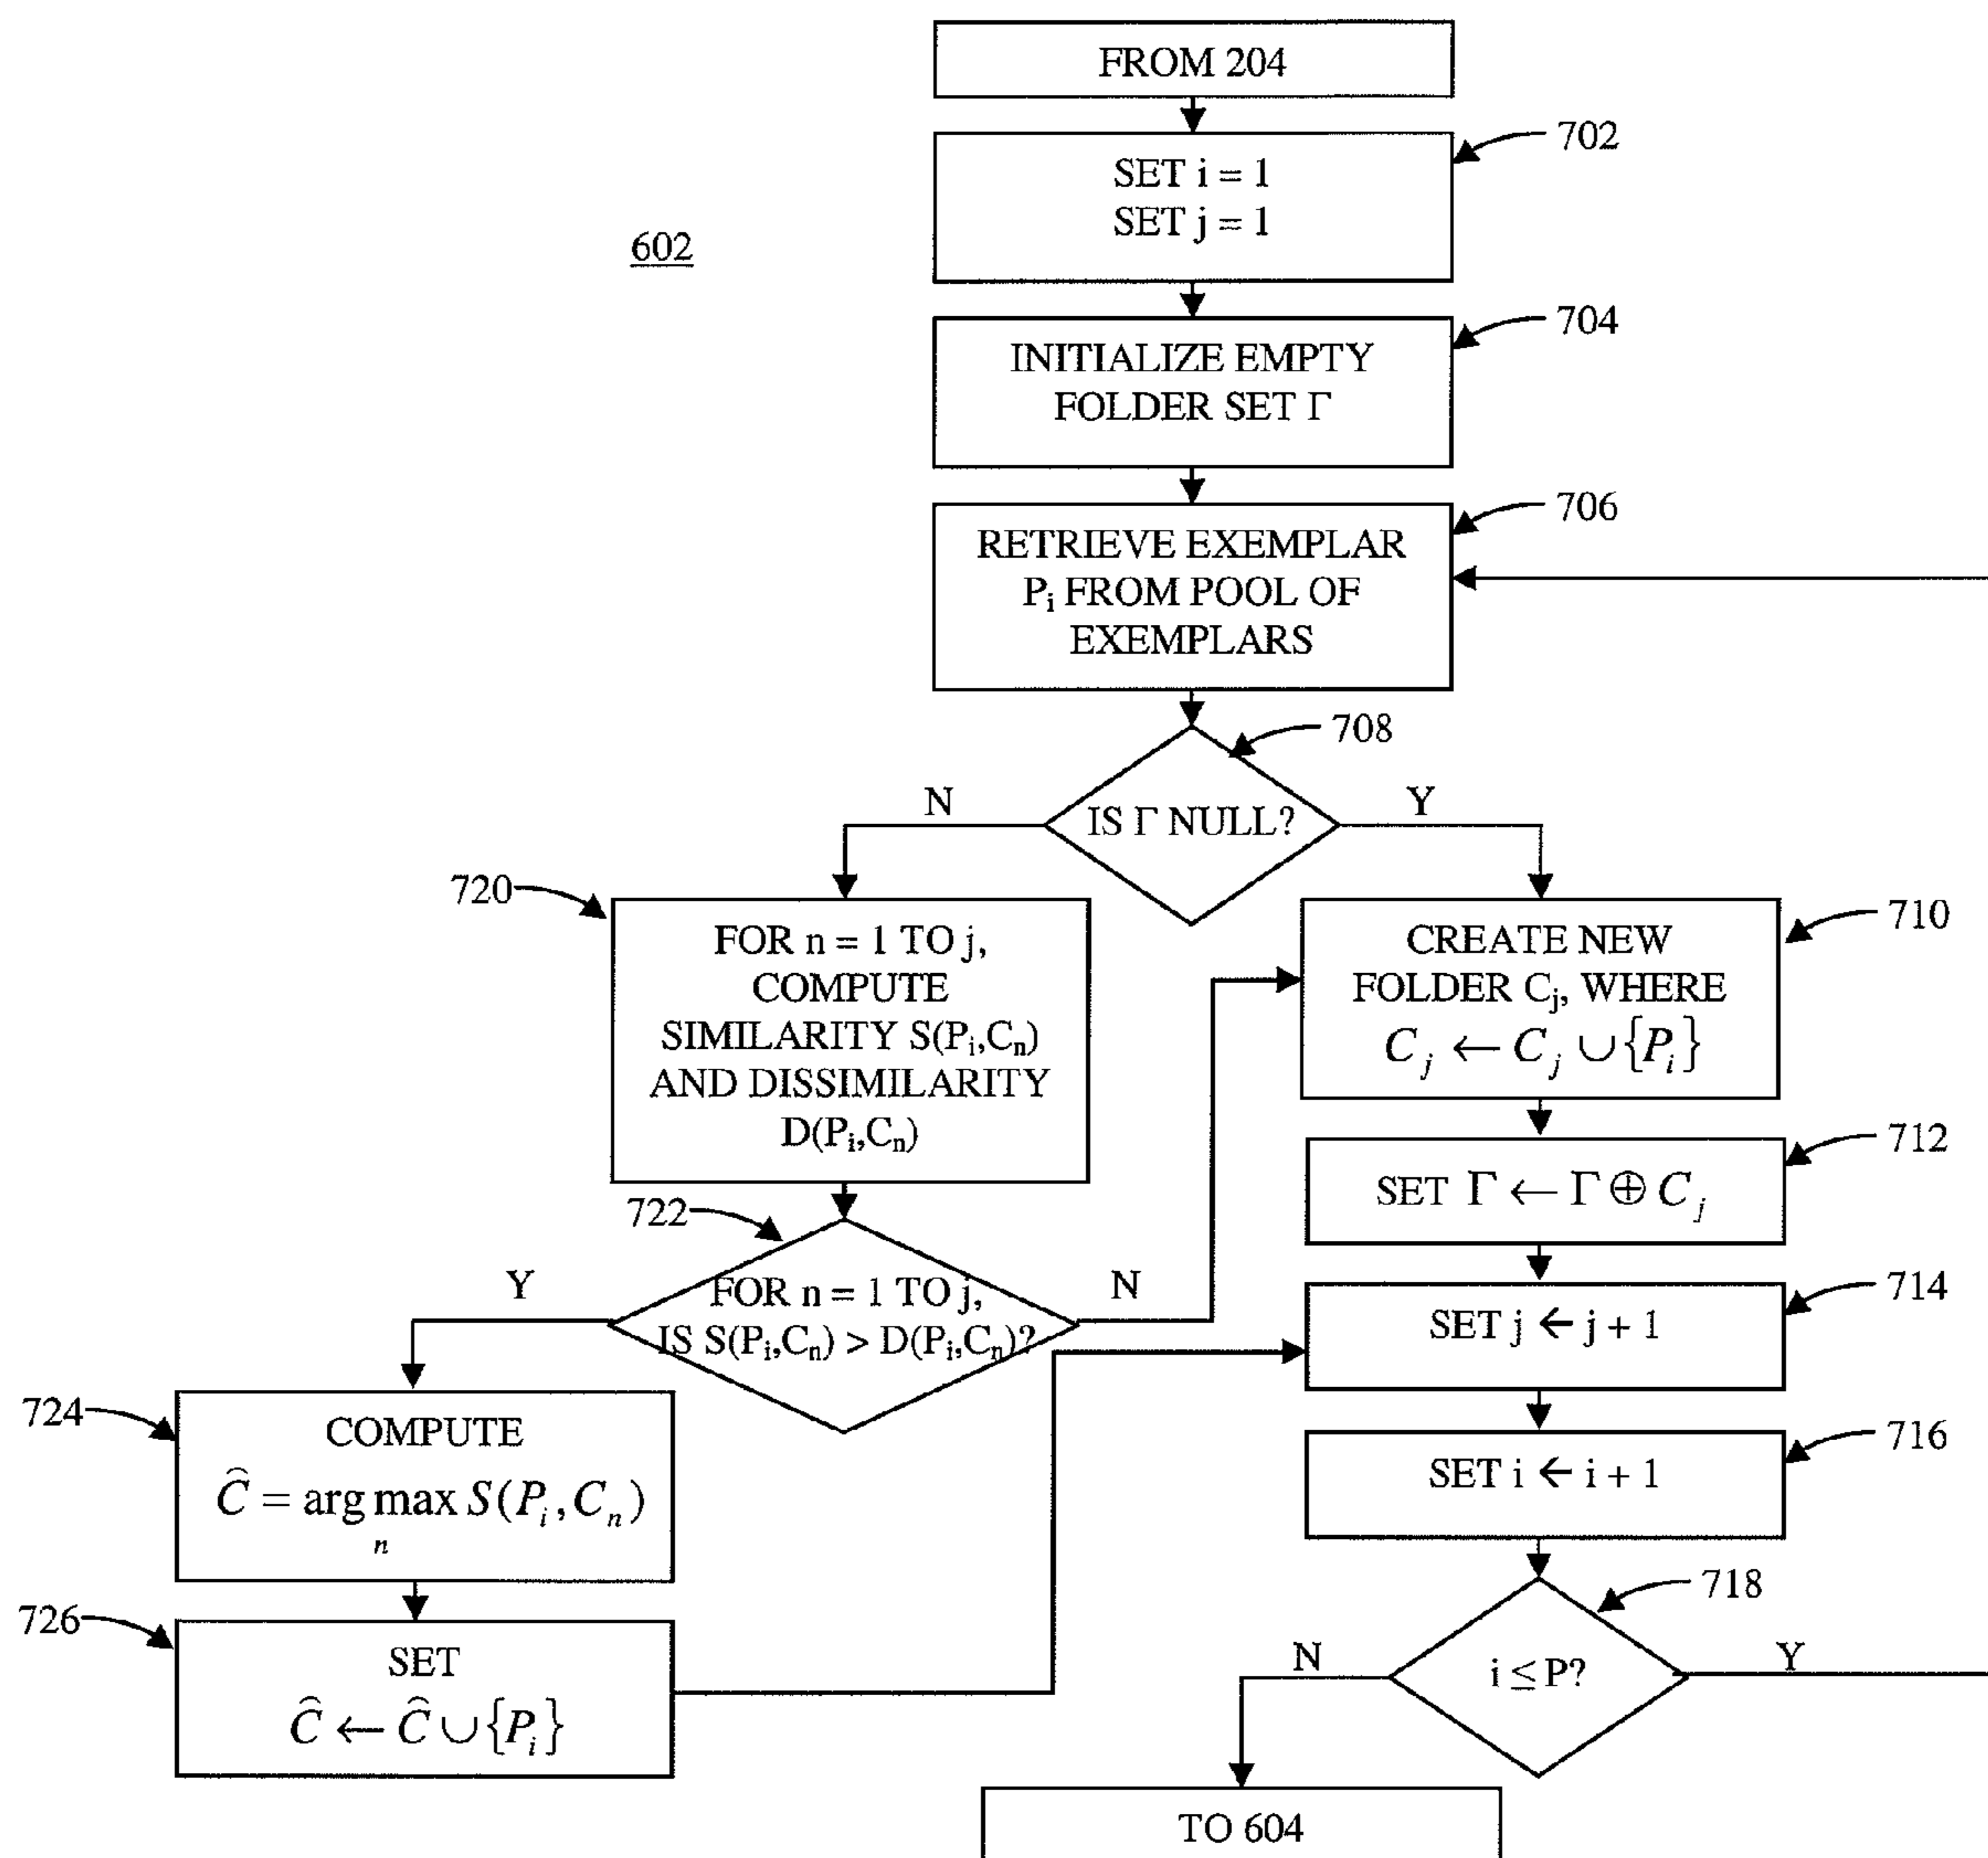 FROM 204
702
SET i = 1
SET j = 1
602
704
INITIALIZE EMPTY
FOLDER SET Γ
706
RETRIEVE EXEMPLAR
Pᵢ FROM POOL OF
EXEMPLARS
708
N
IS Γ NULL?
Y
720
FOR n = 1 TO j,
COMPUTE
SIMILARITY S(Pᵢ,Cₙ)
AND DISSIMILARITY
D(Pᵢ,Cₙ)
710
CREATE NEW
FOLDER Cⱼ, WHERE
Cⱼ ← Cⱼ ∪ {Pᵢ}
712
SET Γ ← Γ ⊕ Cⱼ
722
Y
FOR n = 1 TO j,
IS S(Pᵢ,Cₙ) > D(Pᵢ,Cₙ)?
N
714
SET j ← j + 1
724
COMPUTE
Ĉ = arg max S(Pᵢ, Cₙ)
n
716
SET i ← i + 1
726
SET
Ĉ ← Ĉ ∪ {Pᵢ}
718
N
i ≤ P?
Y
TO 604